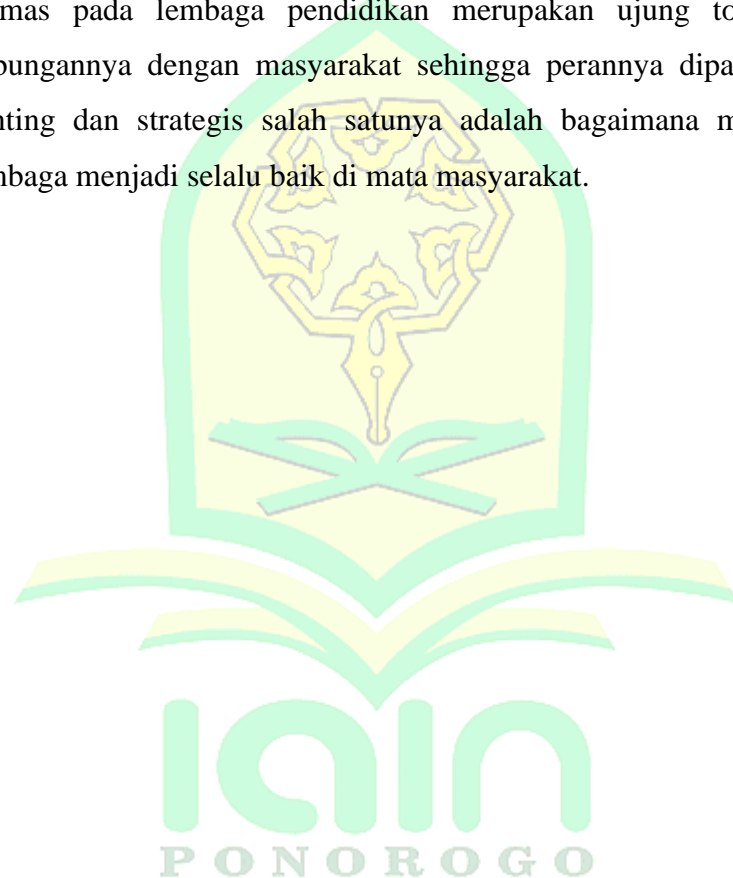 mas pada lembaga pendidikan merupakan ujung to
bungannya dengan masyarakat sehingga perannya dipa
nting dan strategis salah satunya adalah bagaimana m
mbaga menjadi selalu baik di mata masyarakat.
iain
PONOROGO